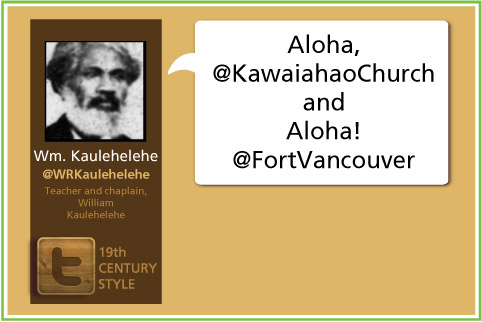 Aloha,
@KawaiahaoChurch
and
Aloha!
@FortVancouver
Wm. Kaulehelehe
@WRKaulehelehe
Teacher and chaplain,
William
Kaulehelehe
t
19th
CENTURY
STYLE